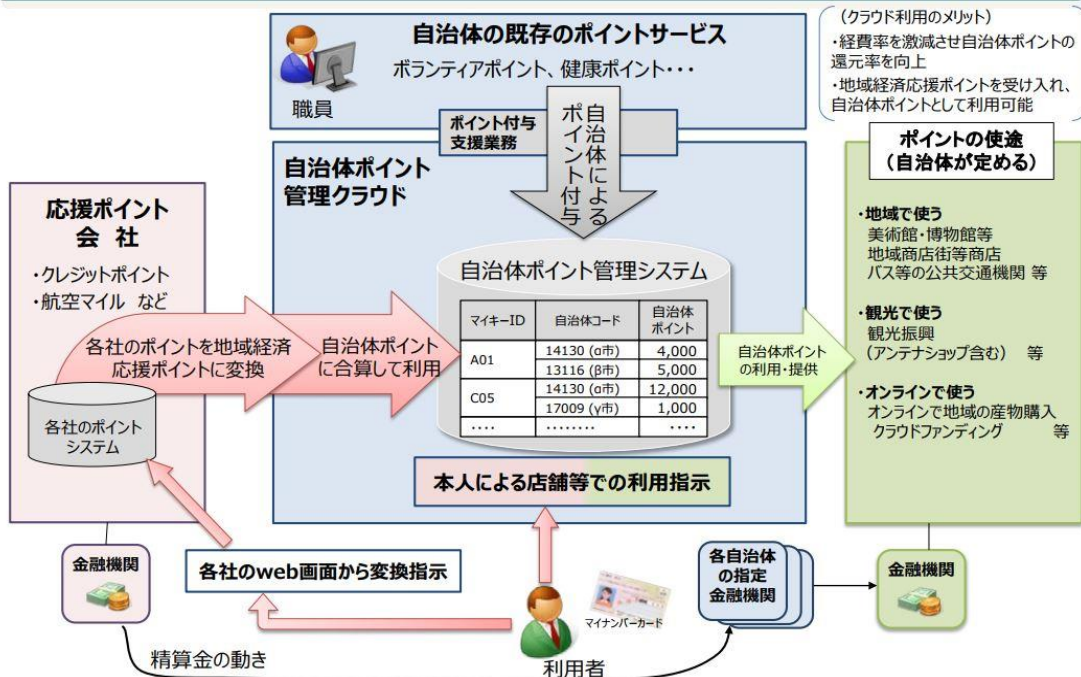 自治体の既存のポイントサービス
ボランティアポイント、健康ポイント・・・
職員
(クラウド利用のメリット)
・経費率を激減させ自治体ポイントの
還元率を向上
・地域経済応援ポイントを受け入れ、
自治体ポイントとして利用可能
ポイント付与
支援業務
自治体による
ポイント付与
自治体ポイント
管理クラウド
応援ポイント
会 社
・クレジットポイント
・航空マイル など
各社のポイントを地域経済
応援ポイントに変換
自治体ポイント
に合算して利用
各社のポイント
システム
自治体ポイント管理システム
マイキーID 自治体コード 自治体
ポイント
A01 14130 (α市) 4,000
13116 (β市) 5,000
C05 14130 (α市) 12,000
17009 (γ市) 1,000
‥‥ ‥‥‥‥ ‥‥
自治体ポイント
の利用・提供
ポイントの使途
(自治体が定める)
・地域で使う
美術館・博物館等
地域商店街等商店
バス等の公共交通機関 等
・観光で使う
観光振興
(アンテナショップ含む) 等
・オンラインで使う
オンラインで地域の産物購入
クラウドファンディング 等
本人による店舗等での利用指示
金融機関
各社のweb画面から変換指示
マイナンバーカード
利用者
各自治体
の指定
金融機関
金融機関
精算金の動き